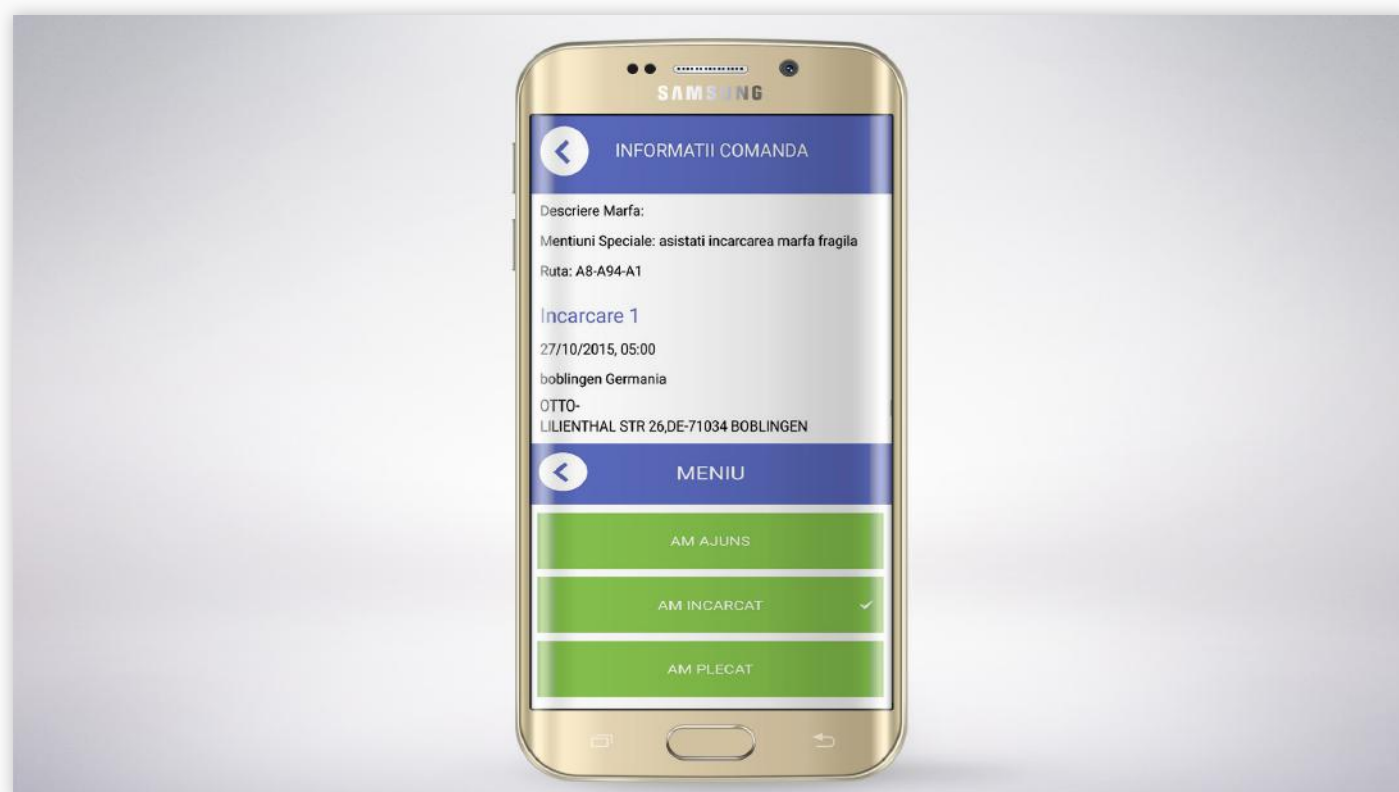 SAMSUNG
INFORMATII COMANDA
Descriere Marfa:
Mentiuni Speciale: asistati incarcarea marfa fragila
Ruta: A8-A94-A1
Incarcare 1
27/10/2015, 05:00
boblingen Germania
OTTO-
LILIENTHAL STR 26,DE-71034 BOBLINGEN
MENIU
AM AJUNS
AM INCARCAT
AM PLECAT